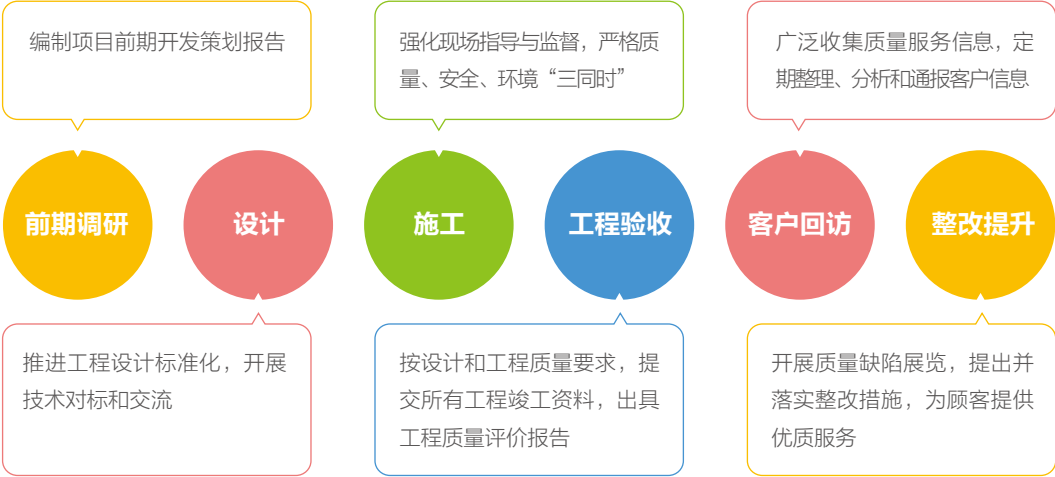 编制项目前期开发策划报告
强化现场指导与监督，严格质
量、安全、环境“三同时”
广泛收集质量服务信息，定
期整理、分析和通报客户信息
前期调研
设计
施工
工程验收
客户回访
整改提升
推进工程设计标准化，开展
技术对标和交流
按设计和工程质量要求，提
交所有工程竣工资料，出具
工程质量评价报告
开展质量缺陷展览，提出并
落实整改措施，为顾客提供
优质服务